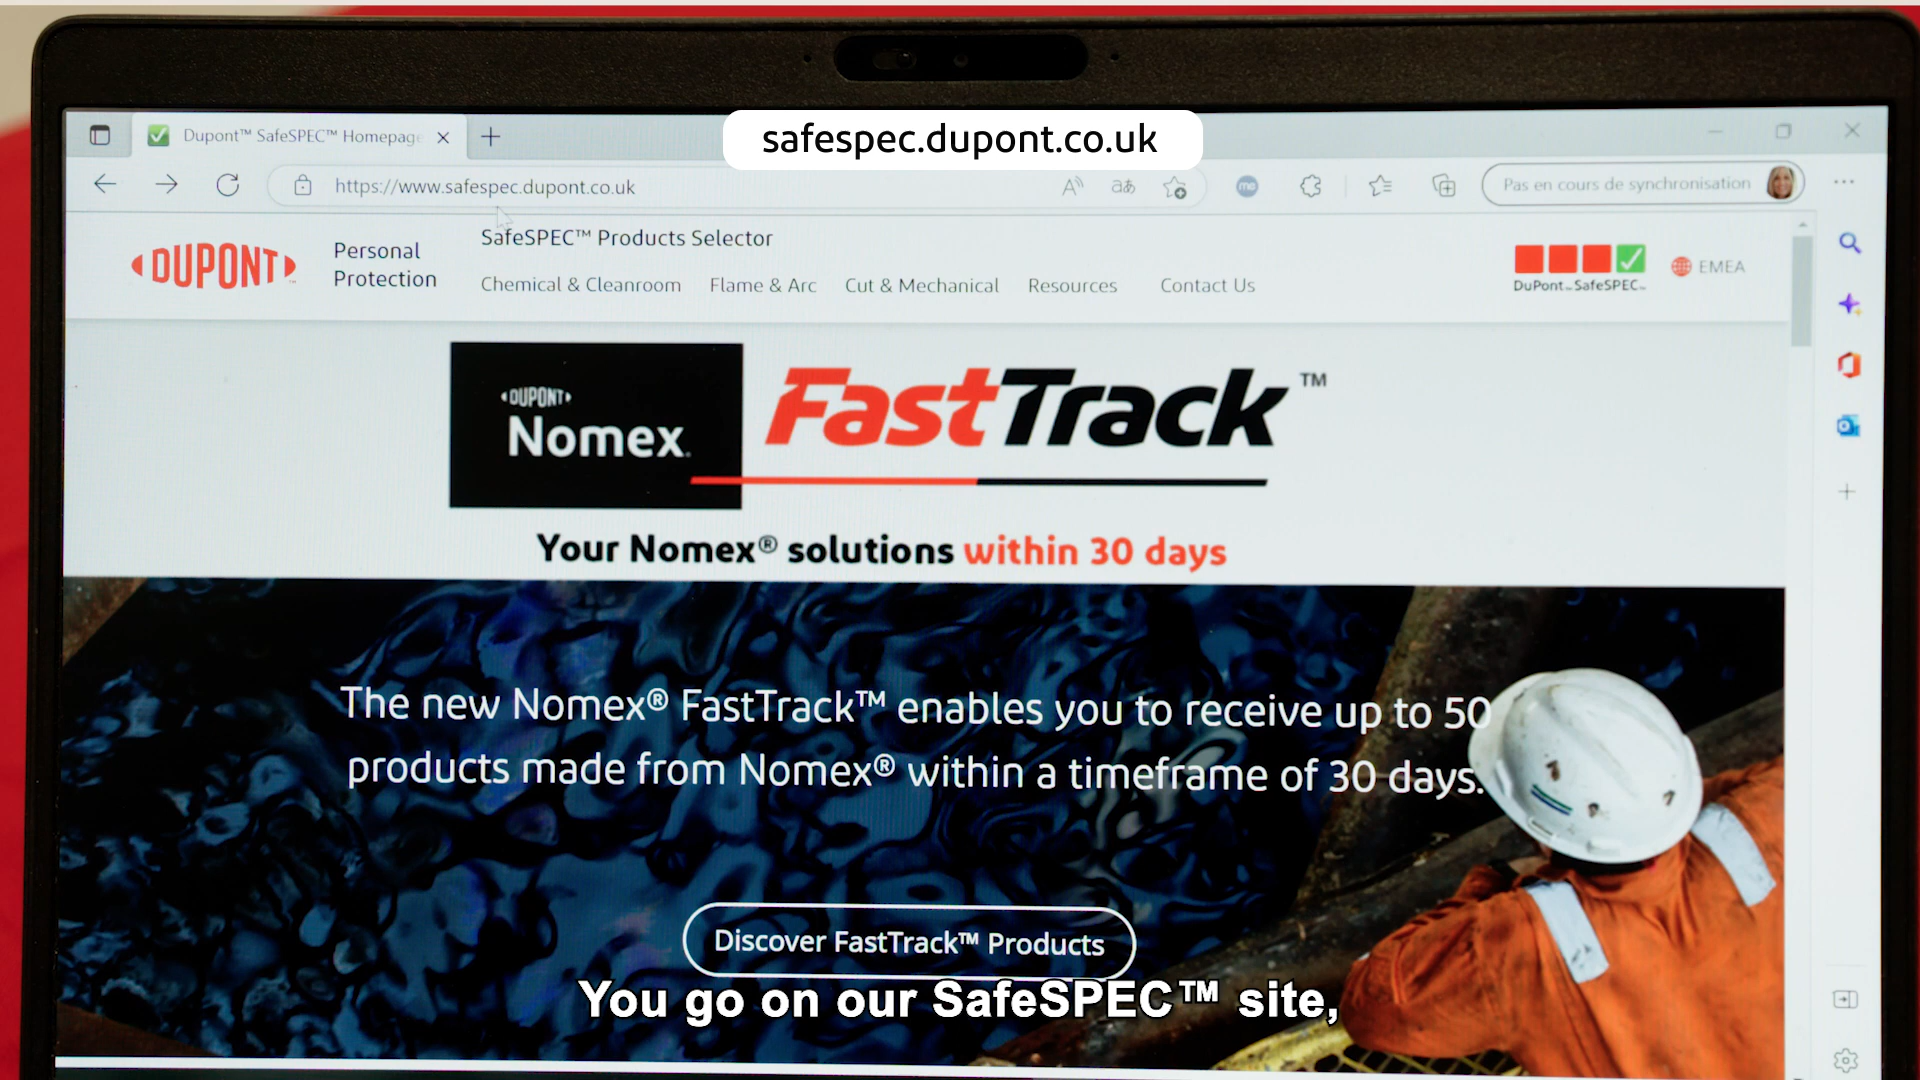 safespec.dupont.co.uk
Dupont™ SafeSPEC™ Homepage
https://www.safespec.dupont.co.uk
Pas en cours de synchronisation
DUPONT™
Personal
Protection
SafeSPEC™ Products Selector
Chemical & Cleanroom Flame & Arc Cut & Mechanical Resources Contact Us
DuPont™ SafeSPEC™
EMEA
DUPONT
Nomex®
FastTrack™
Your Nomex® solutions within 30 days
The new Nomex® FastTrack™ enables you to receive up to 50
products made from Nomex® within a timeframe of 30 days.
Discover FastTrack™ Products
You go on our SafeSPEC™ site,